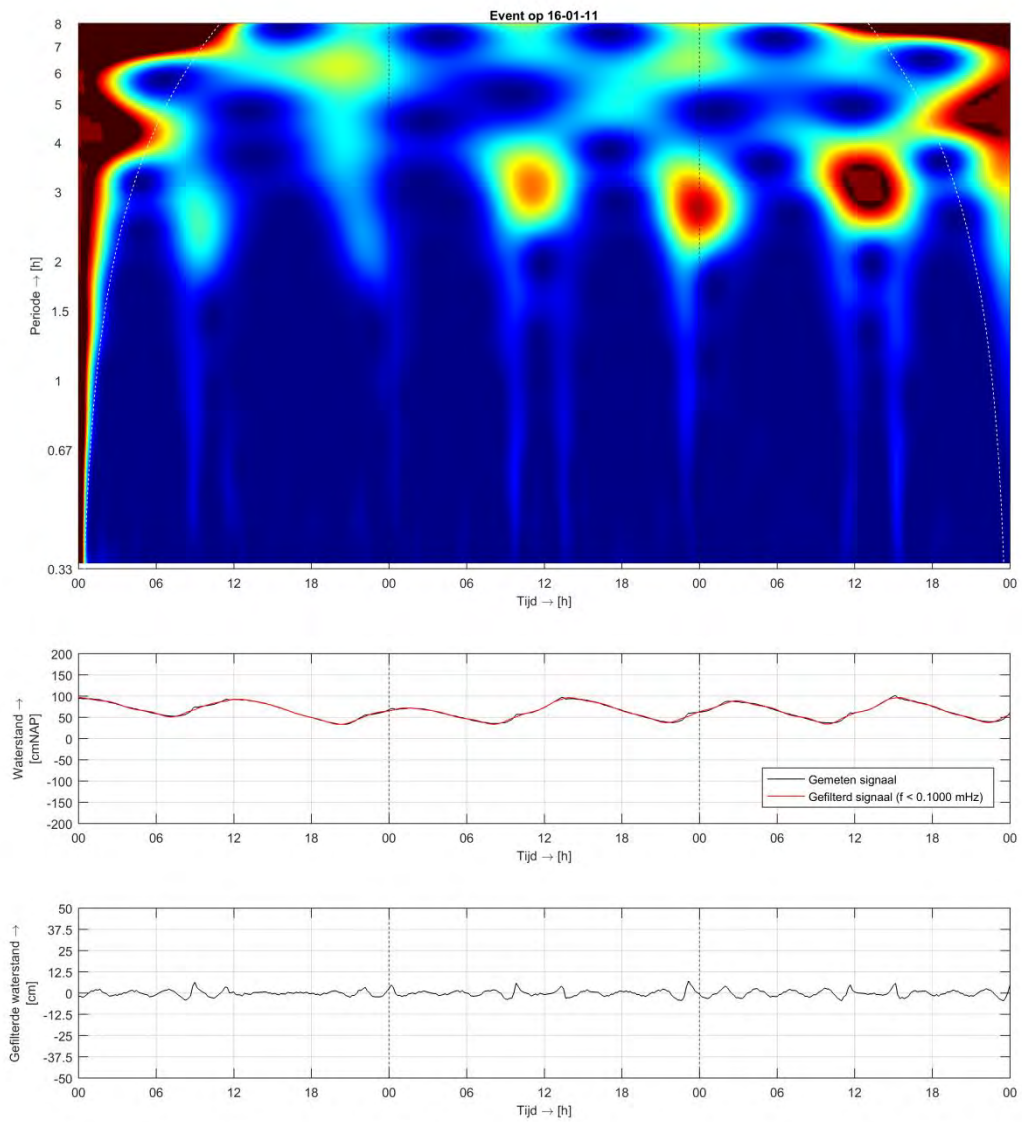 Event op 16-01-11
Periode → [h]
8
7
6
5
4
3
2
1.5
1
0.67
0.33
00 06 12 18 00 06 12 18 00 06 12 18 00
Tijd → [h]
Waterstand →
[cmNAP]
200
150
100
50
0
-50
-100
-150
-200
Gemeten signaal
Gefilterd signaal (f < 0.1000 mHz)
00 06 12 18 00 06 12 18 00 06 12 18 00
Tijd → [h]
Gefilterde waterstand →
[cm]
50
37.5
25
12.5
0
-12.5
-25
-37.5
-50
00 06 12 18 00 06 12 18 00 06 12 18 00
Tijd → [h]